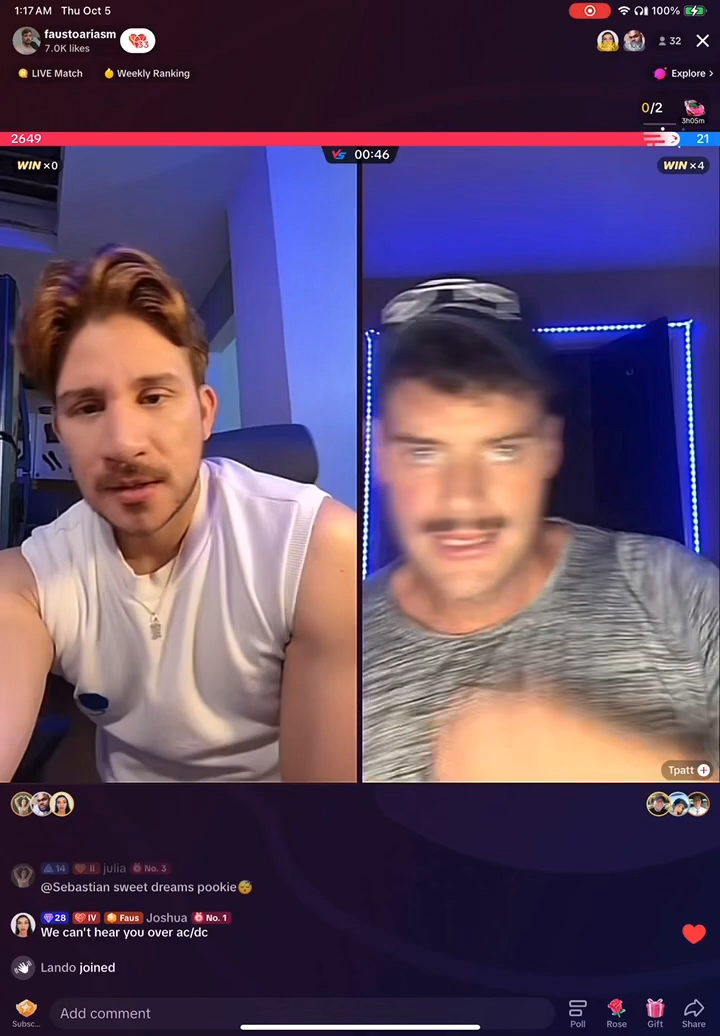 1:17 AM Thu Oct 5
100%
faustoariasm
7.0K likes
33
32
LIVE Match
Weekly Ranking
Explore >
0/2
3h05m
2649
21
WIN ×0
VS 00:46
WIN ×4
Tpatt
14 II julia No. 3
@Sebastian sweet dreams pookie😴
28 IV Faus Joshua No. 1
We can't hear you over ac/dc
Lando joined
Add comment
Subsc...
Poll
Rose
Gift
Share